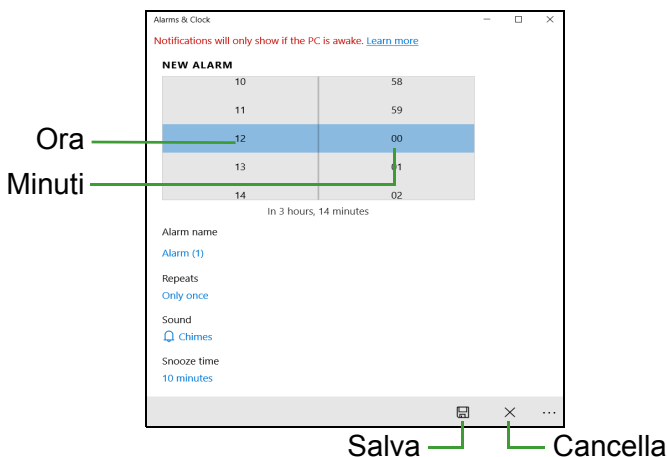 Alarms & Clock
Notifications will only show if the PC is awake. Learn more
NEW ALARM
10 58
11 59
Ora 12 00
13 01
Minuti
14 02
In 3 hours, 14 minutes
Alarm name
Alarm (1)
Repeats
Only once
Sound
Chimes
Snooze time
10 minutes
Salva Cancella